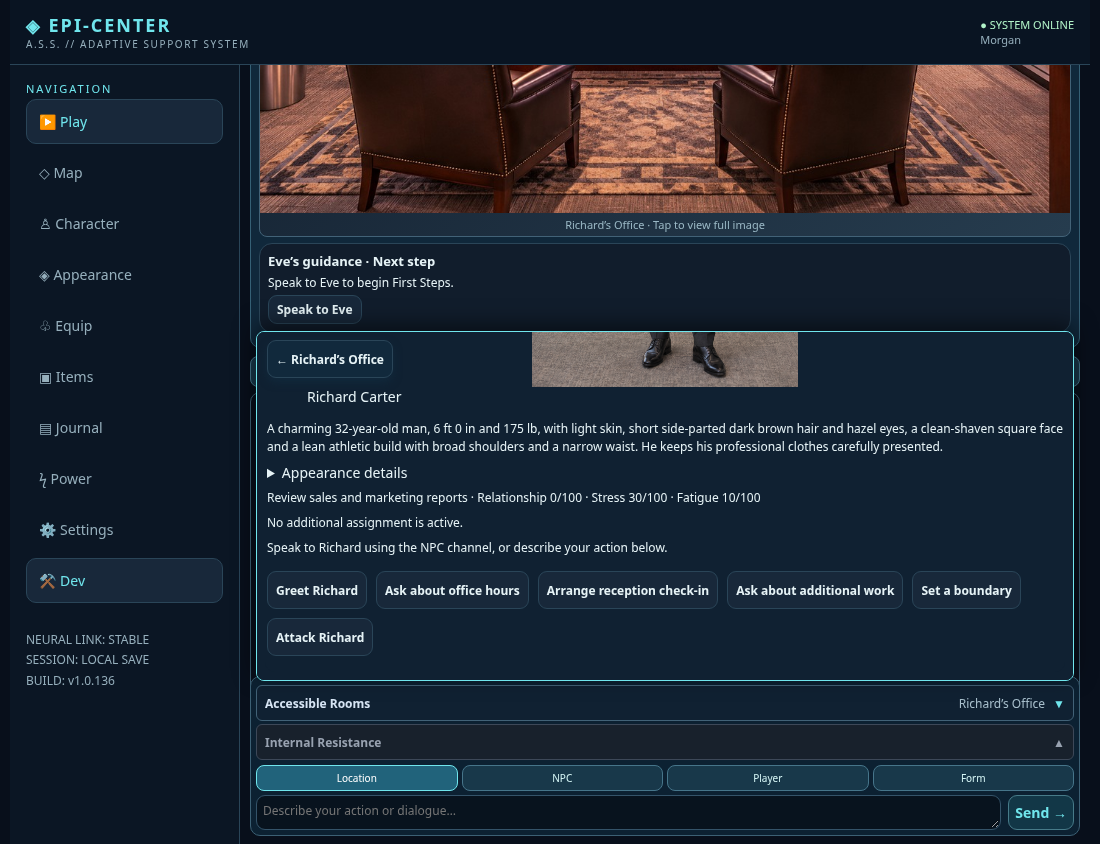 ◈ EPI-CENTER
A.S.S. // ADAPTIVE SUPPORT SYSTEM
● SYSTEM ONLINE
Morgan
NAVIGATION
▶️ Play
◇ Map
♙ Character
◈ Appearance
♧ Equip
▣ Items
▤ Journal
ϟ Power
⚙️ Settings
⚒️ Dev
NEURAL LINK: STABLE
SESSION: LOCAL SAVE
BUILD: v1.0.136
Richard’s Office · Tap to view full image
Eve’s guidance · Next step
Speak to Eve to begin First Steps.
Speak to Eve
← Richard’s Office
Richard Carter
A charming 32-year-old man, 6 ft 0 in and 175 lb, with light skin, short side-parted dark brown hair and hazel eyes, a clean-shaven square face
and a lean athletic build with broad shoulders and a narrow waist. He keeps his professional clothes carefully presented.
▶ Appearance details
Review sales and marketing reports · Relationship 0/100 · Stress 30/100 · Fatigue 10/100
No additional assignment is active.
Speak to Richard using the NPC channel, or describe your action below.
Greet Richard
Ask about office hours
Arrange reception check-in
Ask about additional work
Set a boundary
Attack Richard
Accessible Rooms
Richard’s Office ▼
Internal Resistance ▲
Location
NPC
Player
Form
Describe your action or dialogue...
Send →